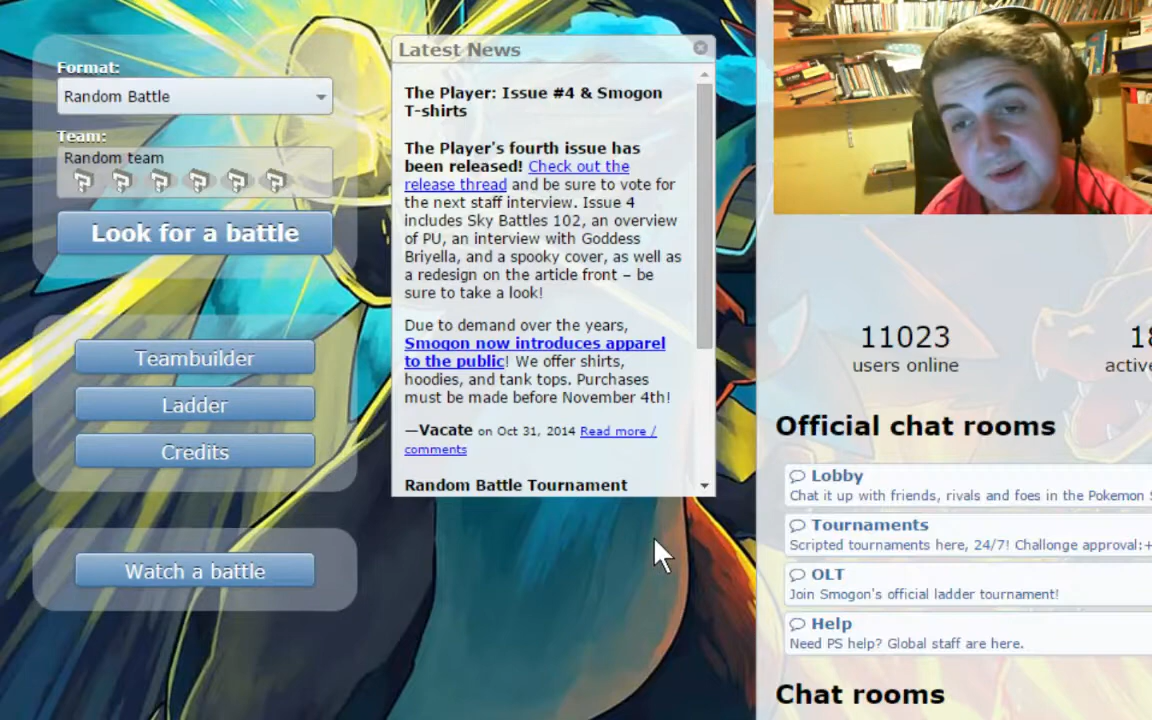 Format:
Random Battle
Team:
Random team
Look for a battle
Teambuilder
Ladder
Credits
Watch a battle
Latest News
The Player: Issue #4 & Smogon
T-shirts
The Player's fourth issue has
been released! Check out the
release thread and be sure to vote for
the next staff interview. Issue 4
includes Sky Battles 102, an overview
of PU, an interview with Goddess
Briyella, and a spooky cover, as well as
a redesign on the article front – be
sure to take a look!
Due to demand over the years,
Smogon now introduces apparel
to the public! We offer shirts,
hoodies, and tank tops. Purchases
must be made before November 4th!
—Vacate on Oct 31, 2014 Read more /
comments
Random Battle Tournament
11023
users online
18
active
Official chat rooms
Lobby
Chat it up with friends, rivals and foes in the Pokemon S
Tournaments
Scripted tournaments here, 24/7! Challonge approval:+
OLT
Join Smogon's official ladder tournament!
Help
Need PS help? Global staff are here.
Chat rooms